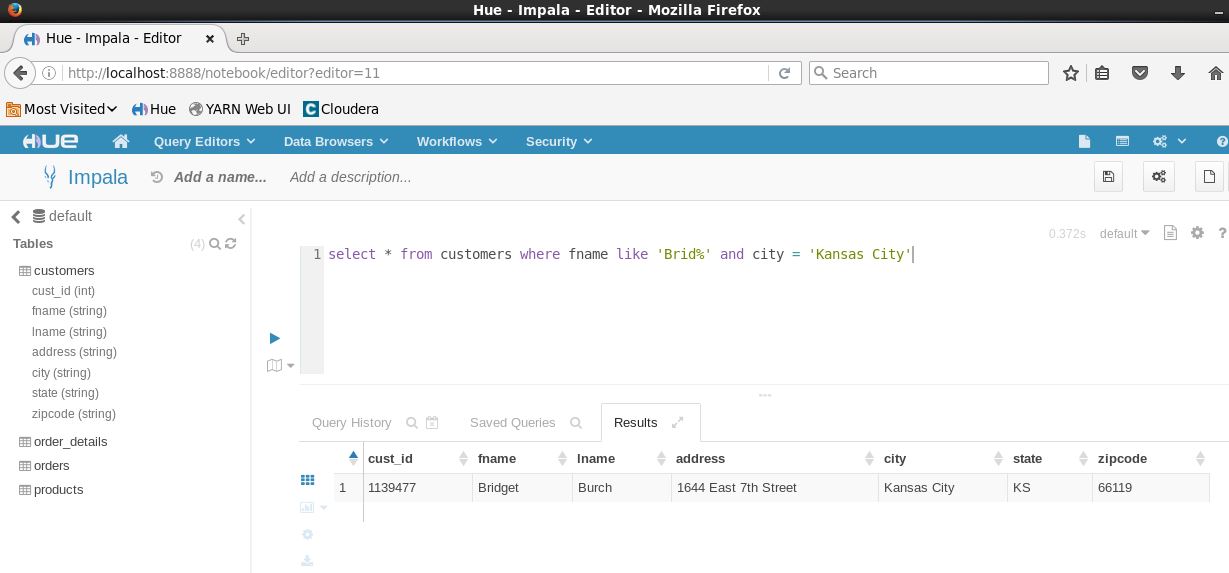 Hue - Impala - Editor - Mozilla Firefox
Hue - Impala - Editor
http://localhost:8888/notebook/editor?editor=11 Search
Most Visited Hue YARN Web UI Cloudera
HUE Query Editors Data Browsers Workflows Security ?
Impala Add a name... Add a description...
default
Tables (4)
customers
cust_id (int)
fname (string)
lname (string)
address (string)
city (string)
state (string)
zipcode (string)
order_details
orders
products
0.372s default ?
1 select * from customers where fname like 'Brid%' and city = 'Kansas City'
Query History Saved Queries Results
cust_id fname lname address city state zipcode
1 1139477 Bridget Burch 1644 East 7th Street Kansas City KS 66119